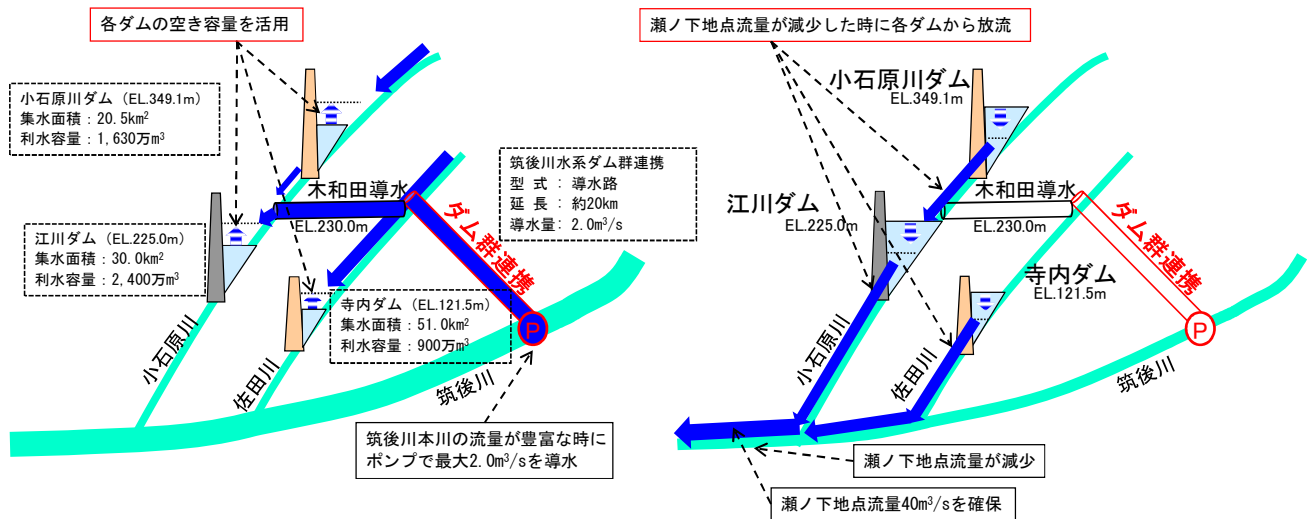 各ダムの空き容量を活用
小石原川ダム (EL.349.1m)
集水面積：20.5km²
利水容量：1,630万m³
木和田導水
EL.230.0m
筑後川水系ダム群連携
型 式 : 導水路
延 長 : 約20km
導水量: 2.0m³/s
ダム群連携
江川ダム (EL.225.0m)
集水面積：30.0km²
利水容量：2,400万m³
寺内ダム (EL.121.5m)
集水面積：51.0km²
利水容量：900万m³
P
小石原川
佐田川
筑後川
筑後川本川の流量が豊富な時に
ポンプで最大2.0m³/sを導水
瀬ノ下地点流量が減少した時に各ダムから放流
小石原川ダム
EL.349.1m
木和田導水
EL.230.0m
江川ダム
EL.225.0m
ダム群連携
寺内ダム
EL.121.5m
P
小石原川
佐田川
筑後川
瀬ノ下地点流量が減少
瀬ノ下地点流量40m³/sを確保